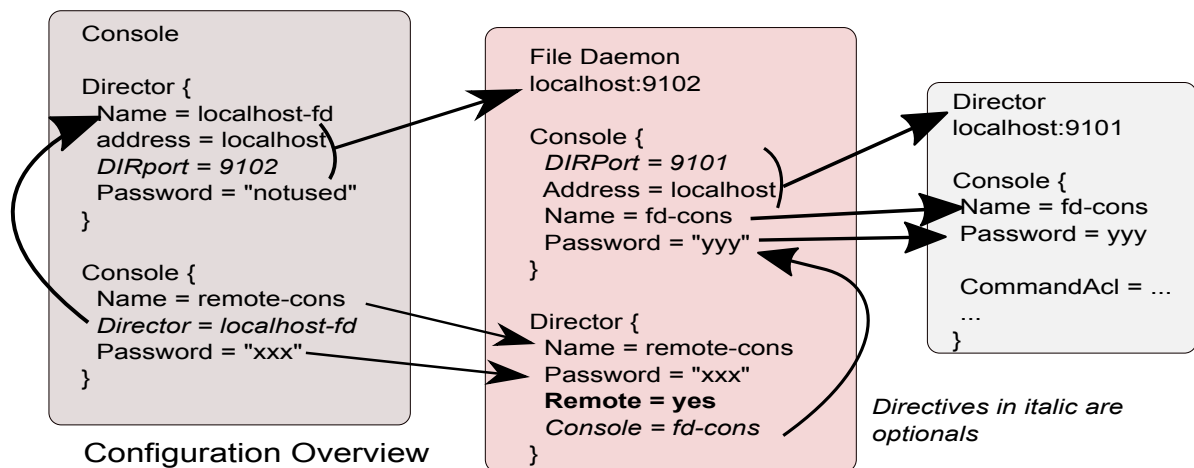 Console
Director {
Name = localhost-fd
address = localhost
DIRport = 9102
Password = "notused"
}
Console {
Name = remote-cons
Director = localhost-fd
Password = "xxx"
}
Configuration Overview
File Daemon
localhost:9102
Console {
DIRPort = 9101
Address = localhost
Name = fd-cons
Password = "yyy"
}
Director {
Name = remote-cons
Password = "xxx"
Remote = yes
Console = fd-cons
}
Director
localhost:9101
Console {
Name = fd-cons
Password = yyy
CommandAcl = ...
...
}
Directives in italic are
optionals